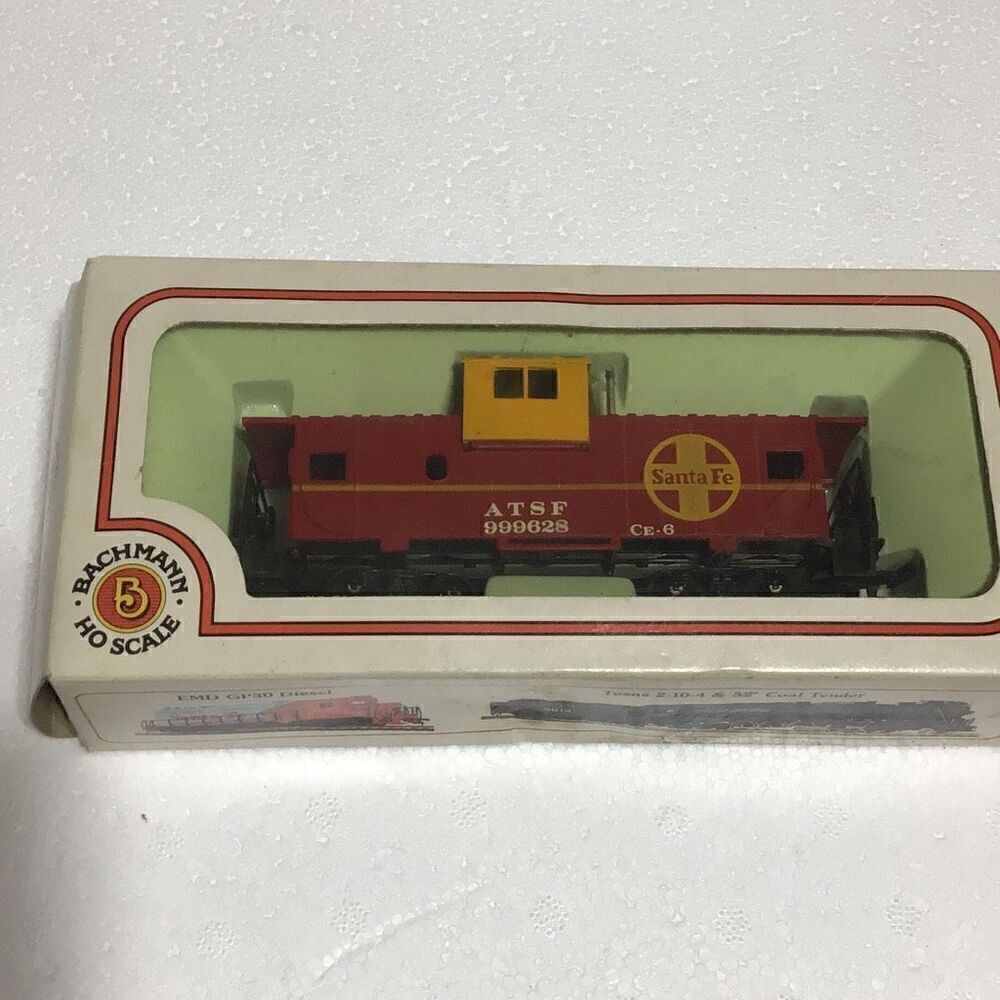 Santa Fe
ATSF
999628
CE-6
BACHMANN
B
HO SCALE
EMD GP30 Diesel
Texas 2-10-4 & 52' Coal Tender